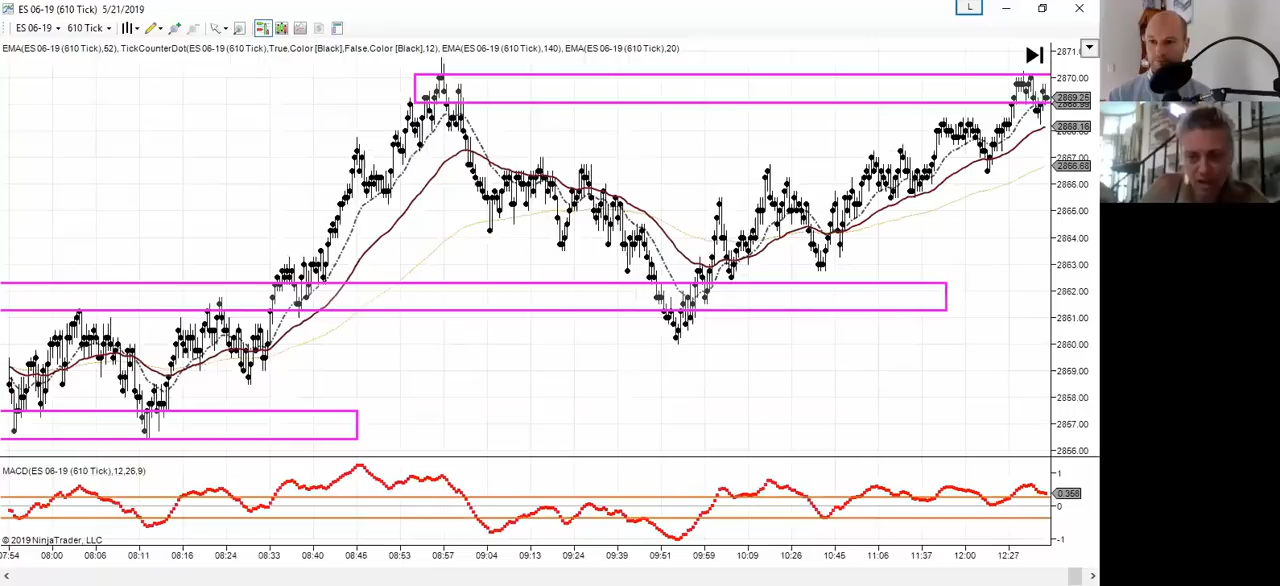 ES 06-19 (610 Tick) 5/21/2019
L
ES 06-19 610 Tick
EMA(ES 06-19 (610 Tick),52), TickCounterDot(ES 06-19 (610 Tick),True,Color [Black],False.Color [Black],12), EMA(ES 06-19 (610 Tick),140), EMA(ES 06-19 (610 Tick),20)
2870.00
2869.25
2868.16
2867.00
2866.68
2866.00
2865.00
2864.00
2863.00
2862.00
2861.00
2860.00
2859.00
2858.00
2857.00
2856.00
MACD(ES 06-19 (610 Tick),12,26,9)
1
0.358
0
-1
© 2019 NinjaTrader, LLC
07:54 08:00 08:06 08:11 08:16 08:24 08:33 08:40 08:45 08:53 08:57 09:04 09:13 09:24 09:39 09:51 09:59 10:09 10:26 10:45 11:05 11:37 12:00 12:27